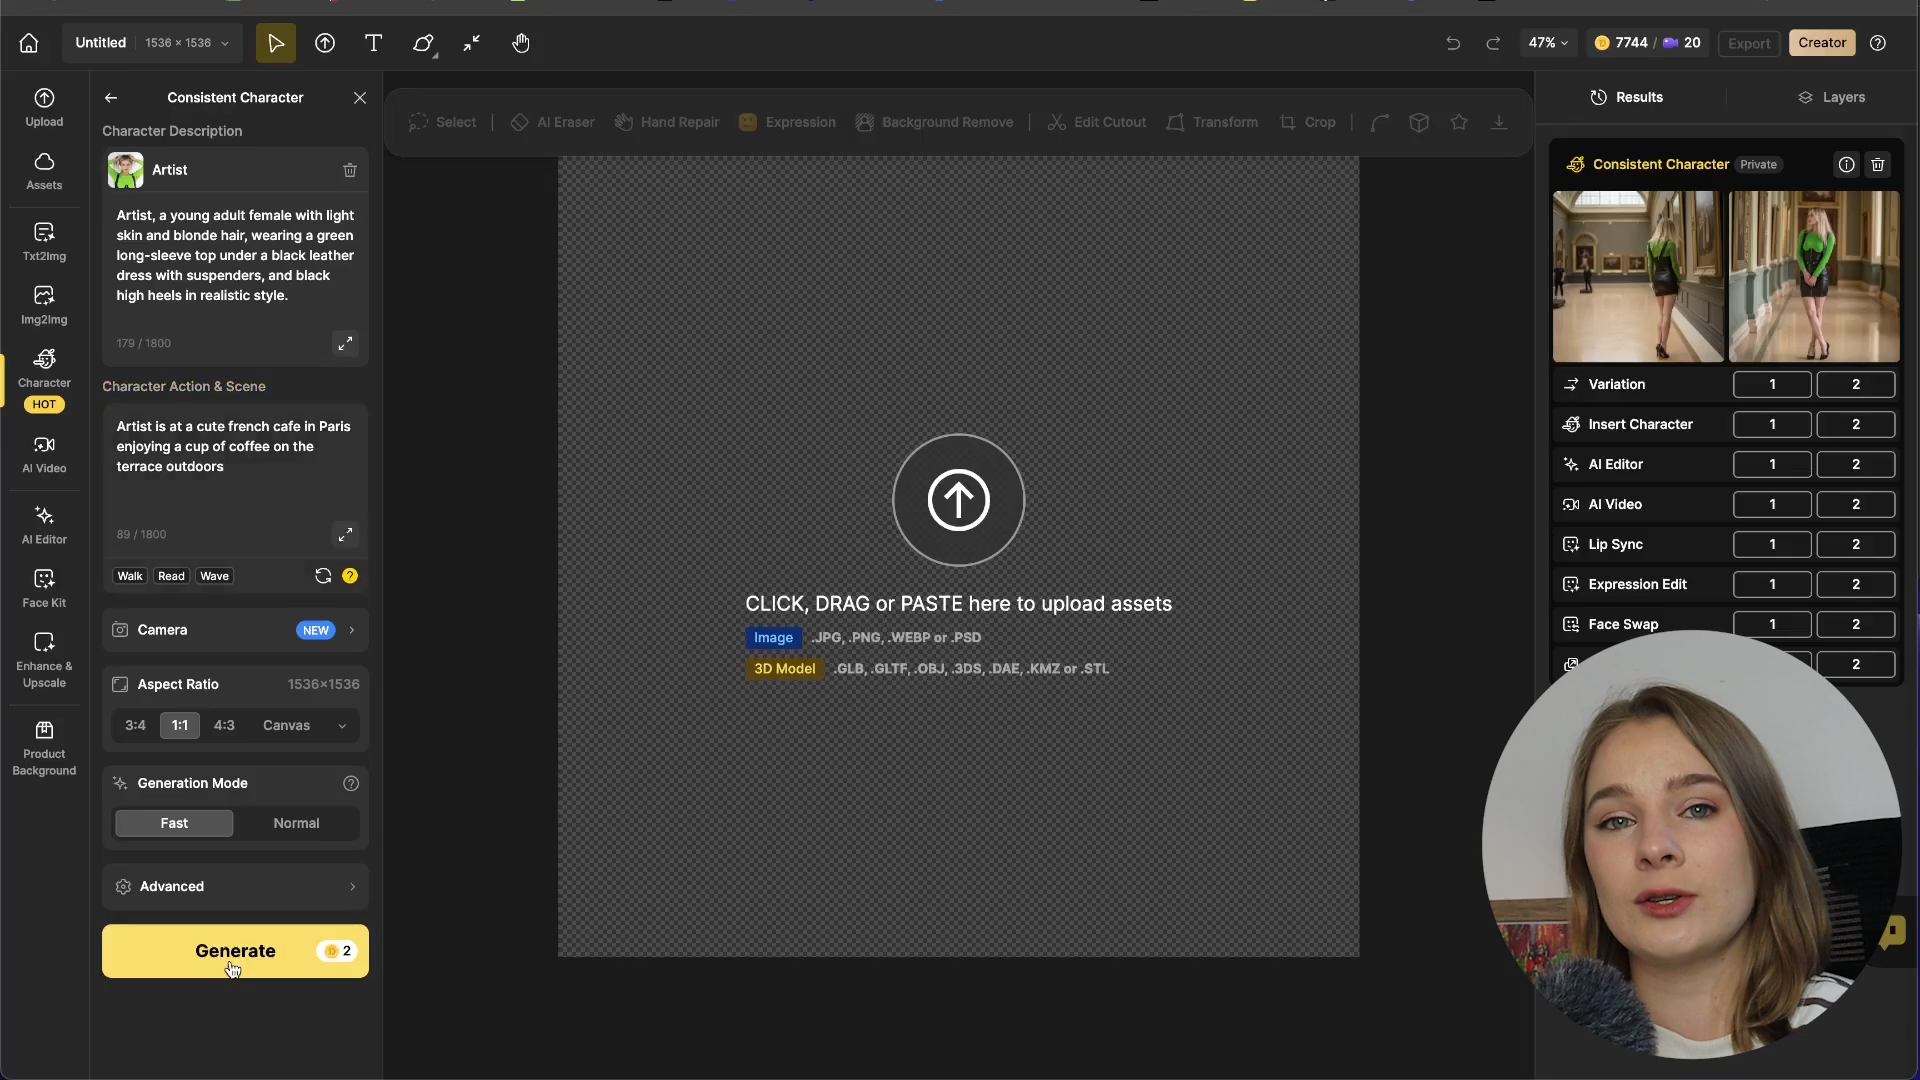 Untitled 1536 × 1536
47%
7744 / 20
Export
Creator
Upload
Assets
Txt2Img
Img2Img
Character
HOT
AI Video
AI Editor
Face Kit
Enhance &
Upscale
Product
Background
Consistent Character
Character Description
Artist
Artist, a young adult female with light
skin and blonde hair, wearing a green
long-sleeve top under a black leather
dress with suspenders, and black
high heels in realistic style.
179 / 1800
Character Action & Scene
Artist is at a cute french cafe in Paris
enjoying a cup of coffee on the
terrace outdoors
89 / 1800
Walk Read Wave
Camera NEW
Aspect Ratio 1536×1536
3:4 1:1 4:3 Canvas
Generation Mode
Fast Normal
Advanced
Generate 2
Select AI Eraser Hand Repair Expression Background Remove Edit Cutout Transform Crop
CLICK, DRAG or PASTE here to upload assets
Image .JPG, .PNG, .WEBP or .PSD
3D Model .GLB, .GLTF, .OBJ, .3DS, .DAE, .KMZ or .STL
Results Layers
Consistent Character Private
Variation 1 2
Insert Character 1 2
AI Editor 1 2
AI Video 1 2
Lip Sync 1 2
Expression Edit 1 2
Face Swap 1 2
2